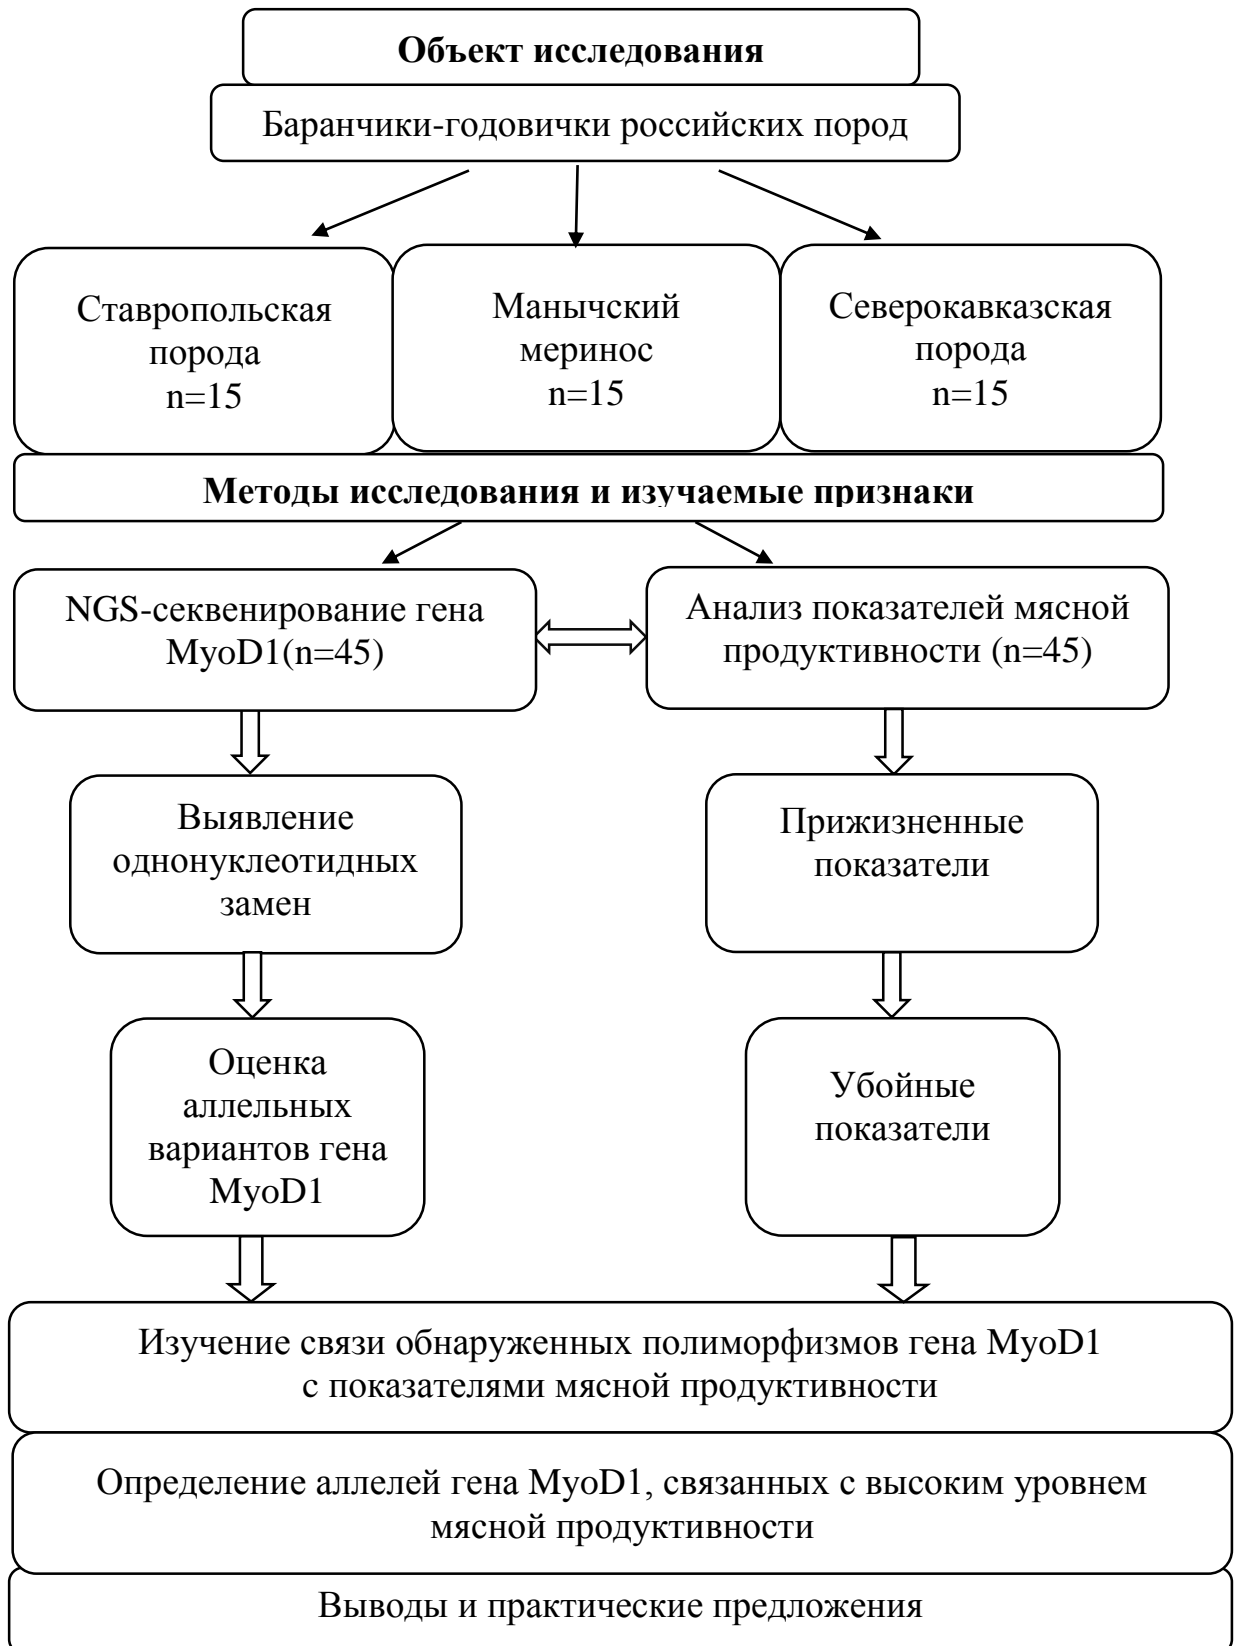 Объект исследования
Баранчики-годовички российских пород
Ставропольская
порода
n=15
Манычский
меринос
n=15
Северокавказская
порода
n=15
Методы исследования и изучаемые признаки
NGS-секвенирование гена
MyoD1(n=45)
Анализ показателей мясной
продуктивности (n=45)
Выявление
однонуклеотидных
замен
Прижизненные
показатели
Оценка
аллельных
вариантов гена
MyoD1
Убойные
показатели
Изучение связи обнаруженных полиморфизмов гена MyoD1
с показателями мясной продуктивности
Определение аллелей гена MyoD1, связанных с высоким уровнем
мясной продуктивности
Выводы и практические предложения